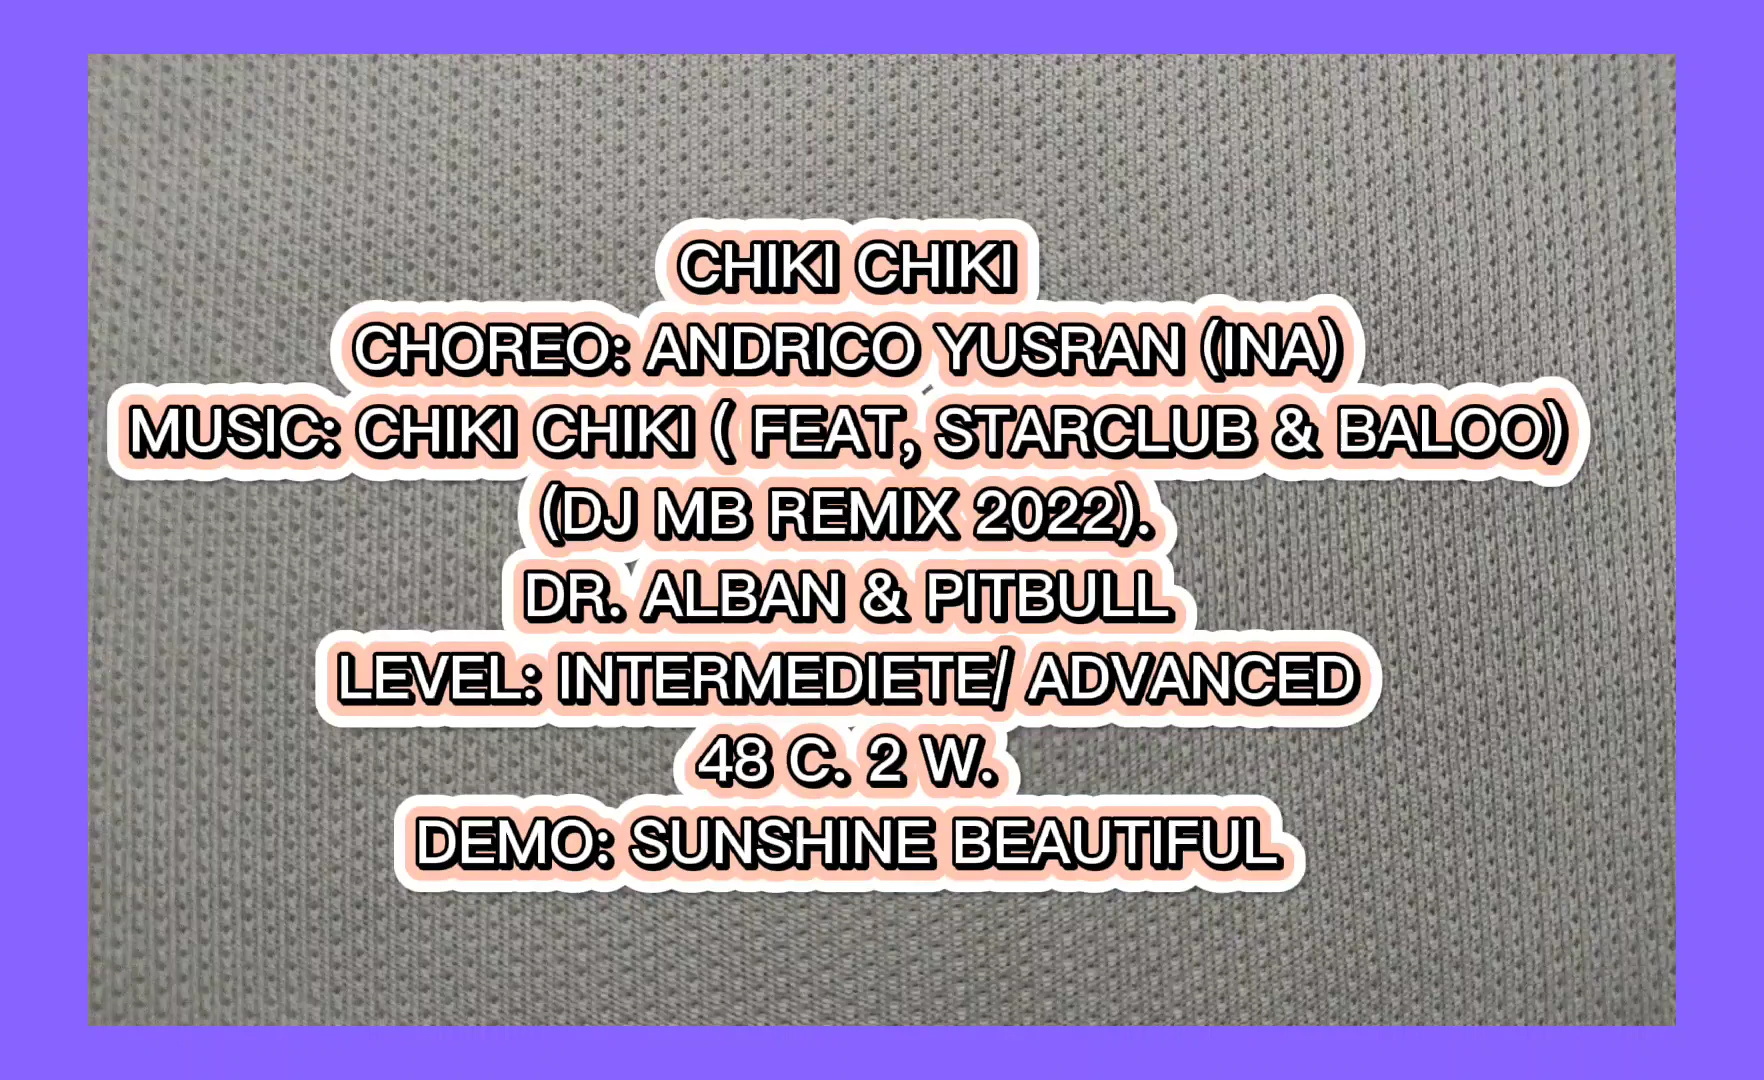 CHIKI CHIKI
CHOREO: ANDRICO YUSRAN (INA)
MUSIC: CHIKI CHIKI ( FEAT, STARCLUB & BALOO)
(DJ MB REMIX 2022).
DR. ALBAN & PITBULL
LEVEL: INTERMEDIETE/ ADVANCED
48 C. 2 W.
DEMO: SUNSHINE BEAUTIFUL